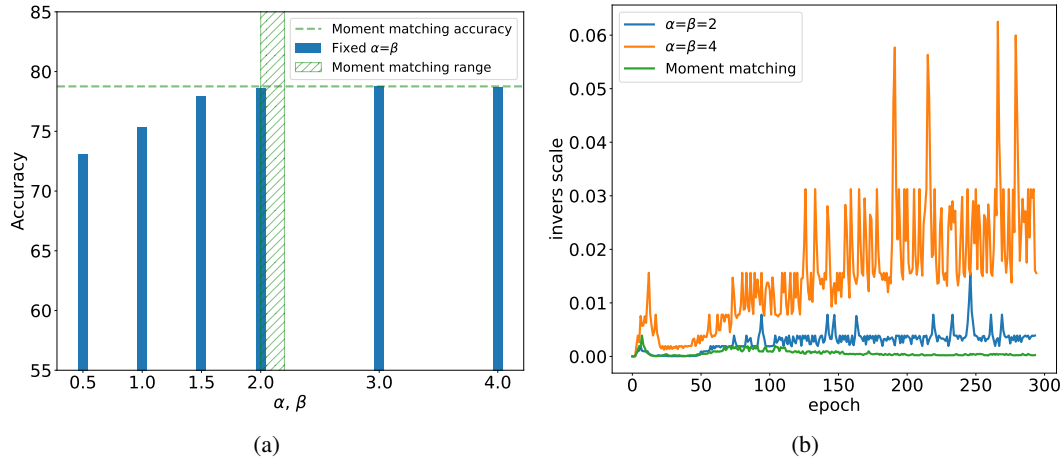 85
80
75
70
65
60
55
Accuracy
0.5 1.0 1.5 2.0 3.0 4.0
α, β
Moment matching accuracy
Fixed α=β
Moment matching range
(a)
0.06
0.05
0.04
0.03
0.02
0.01
0.00
invers scale
0 50 100 150 200 250 300
epoch
α=β=2
α=β=4
Moment matching
(b)